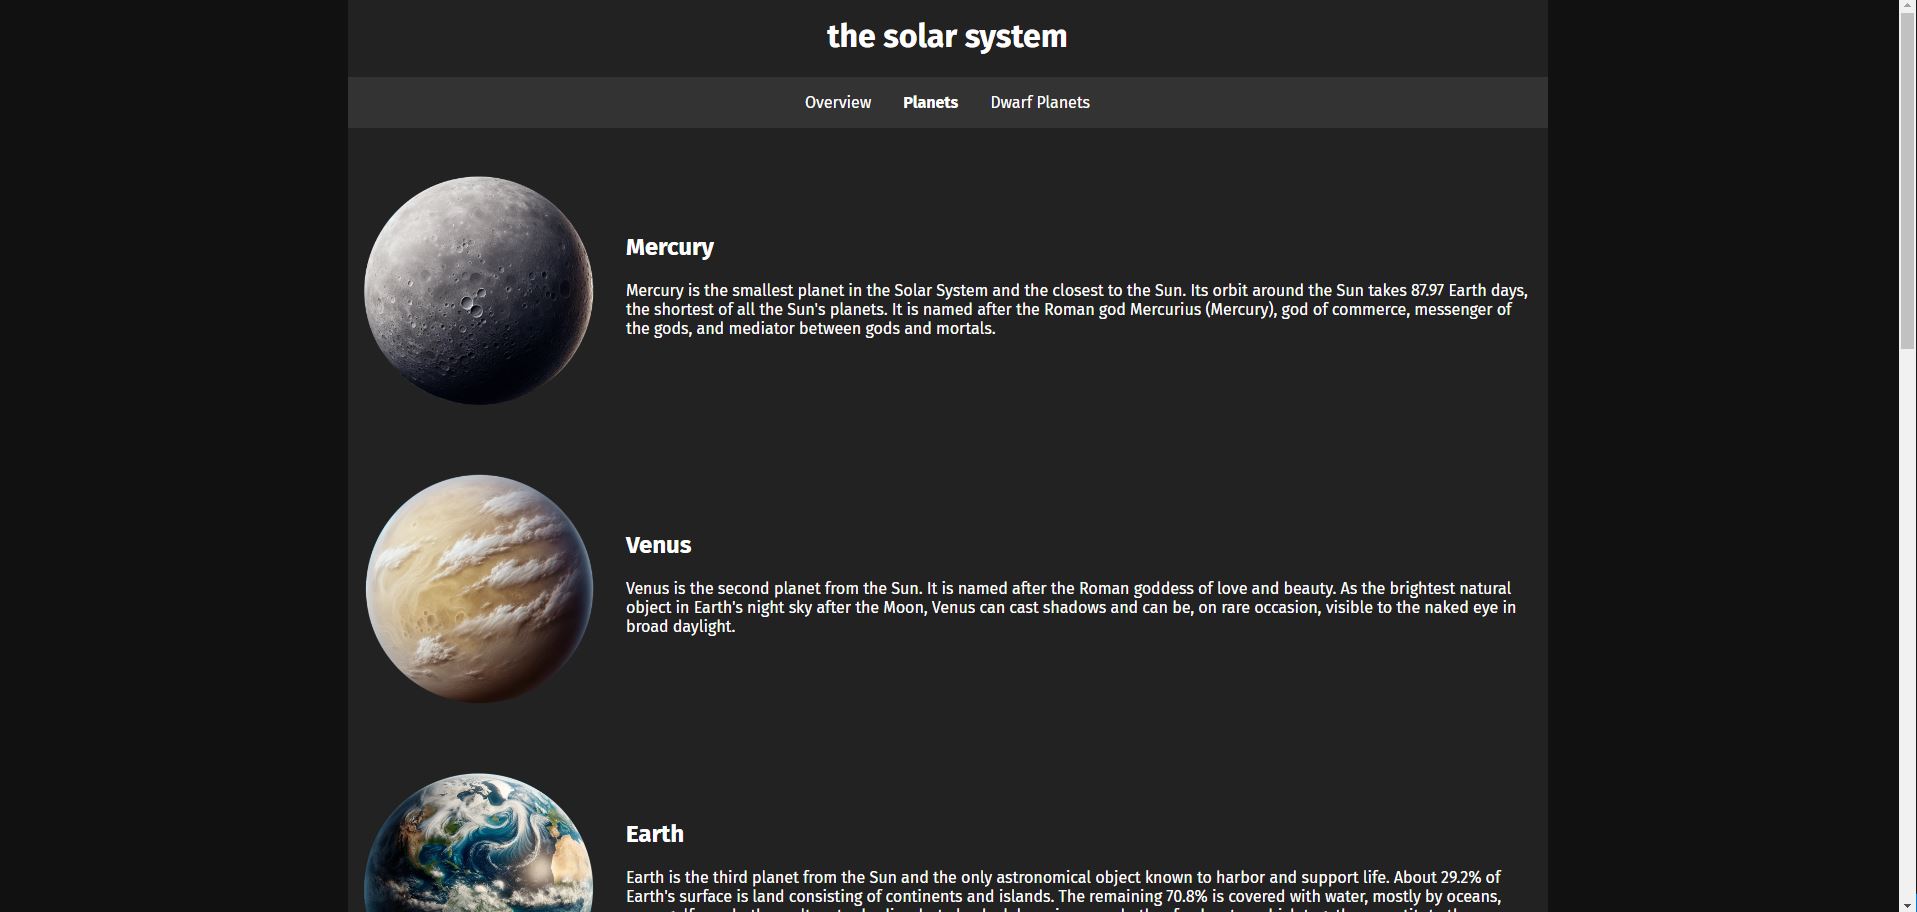 the solar system
Overview Planets Dwarf Planets
Mercury
Mercury is the smallest planet in the Solar System and the closest to the Sun. Its orbit around the Sun takes 87.97 Earth days,
the shortest of all the Sun's planets. It is named after the Roman god Mercurius (Mercury), god of commerce, messenger of
the gods, and mediator between gods and mortals.
Venus
Venus is the second planet from the Sun. It is named after the Roman goddess of love and beauty. As the brightest natural
object in Earth's night sky after the Moon, Venus can cast shadows and can be, on rare occasion, visible to the naked eye in
broad daylight.
Earth
Earth is the third planet from the Sun and the only astronomical object known to harbor and support life. About 29.2% of
Earth's surface is land consisting of continents and islands. The remaining 70.8% is covered with water, mostly by oceans,